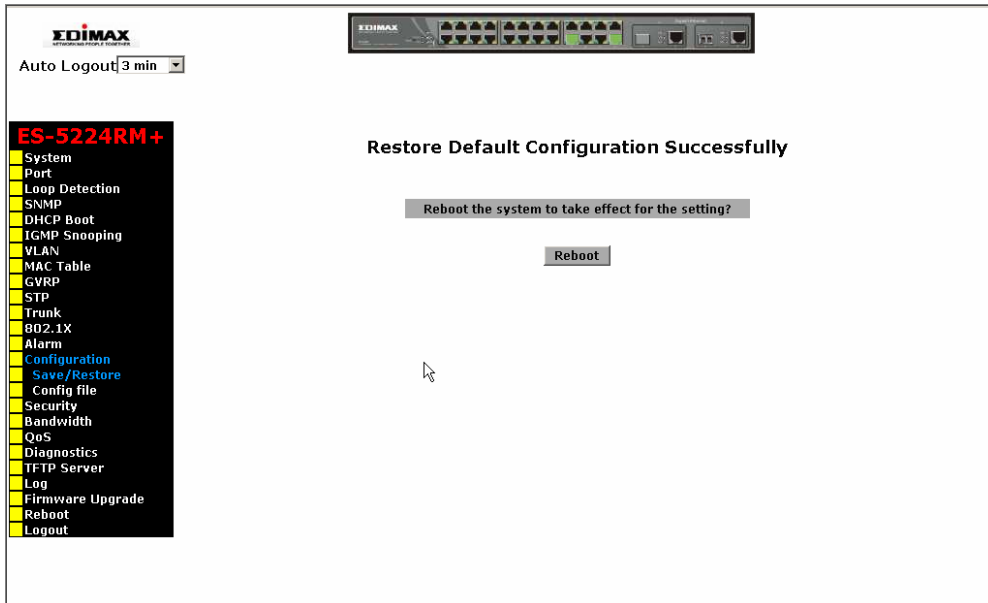 EDIMAX
NETWORKING PEOPLE TOGETHER
EDIMAX
Auto Logout 3 min
ES-5224RM+
System
Port
Loop Detection
SNMP
DHCP Boot
IGMP Snooping
VLAN
MAC Table
GVRP
STP
Trunk
802.1X
Alarm
Configuration
Save/Restore
Config file
Security
Bandwidth
QoS
Diagnostics
TFTP Server
Log
Firmware Upgrade
Reboot
Logout
Restore Default Configuration Successfully
Reboot the system to take effect for the setting?
Reboot